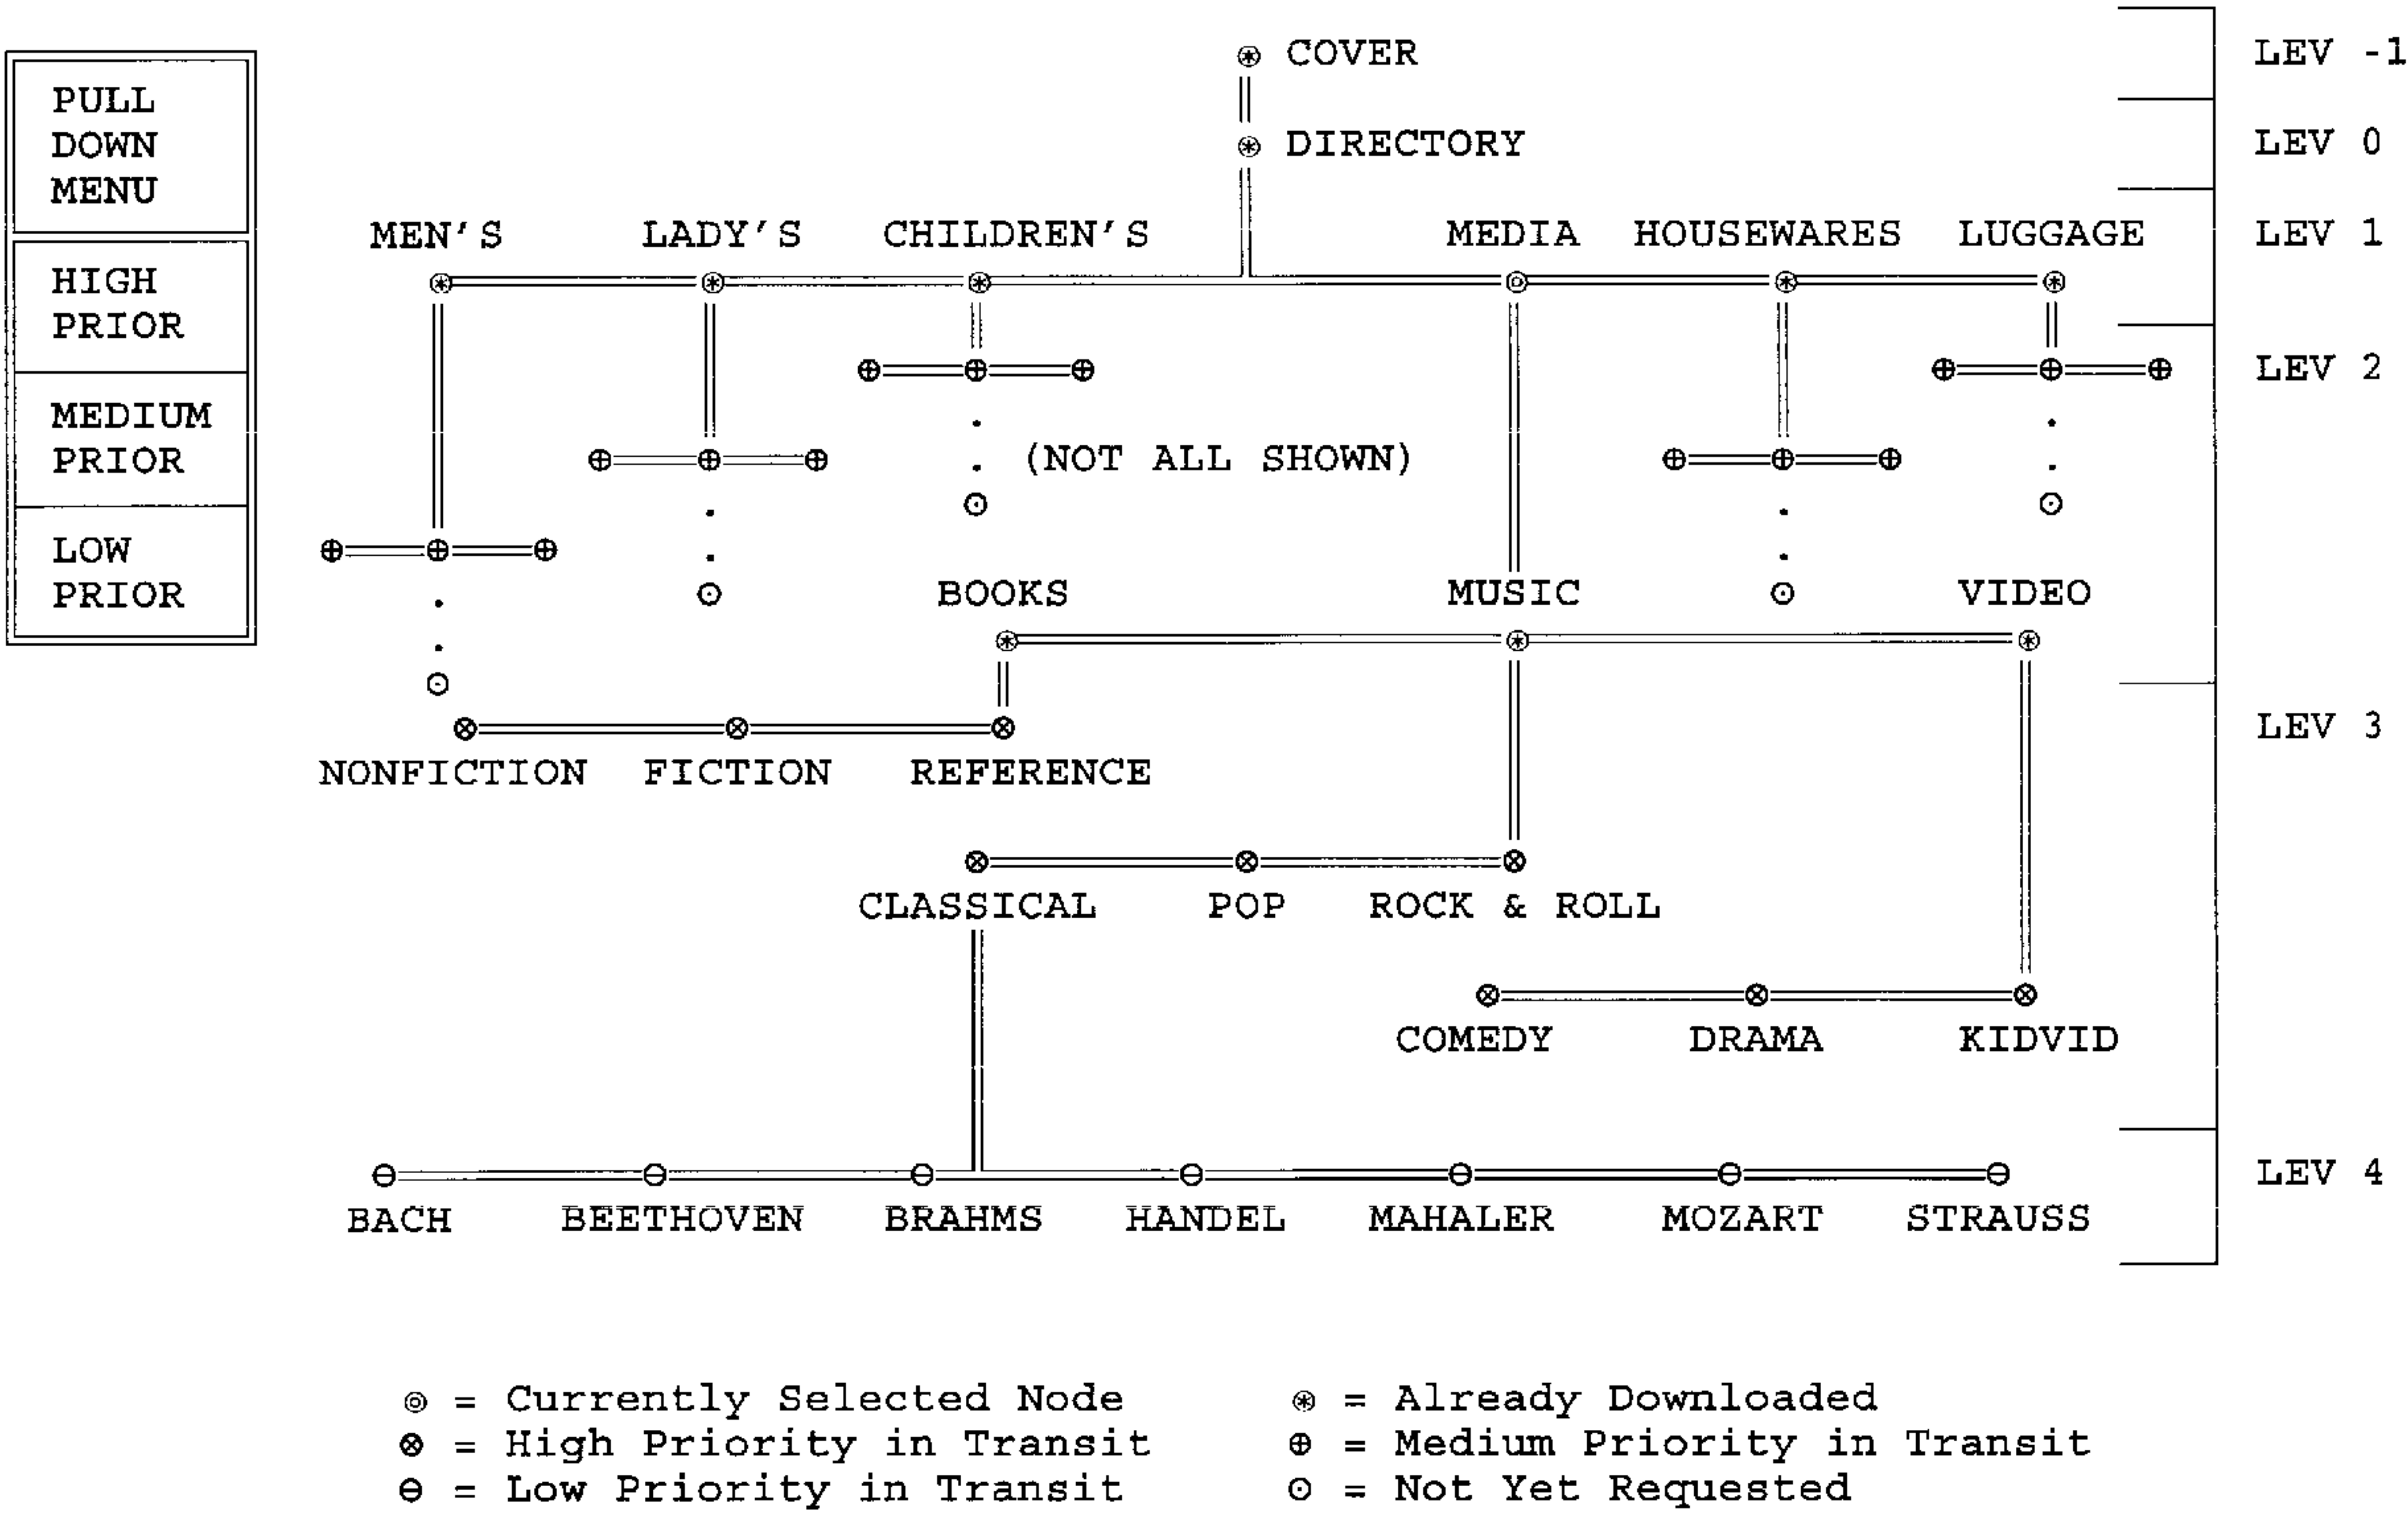 COVER
LEV -1
PULL
DOWN
MENU
DIRECTORY
LEV 0
MEN'S LADY'S CHILDREN'S MEDIA HOUSEWARES LUGGAGE
LEV 1
HIGH
PRIOR
LEV 2
MEDIUM
PRIOR
(NOT ALL SHOWN)
LOW
PRIOR
BOOKS MUSIC VIDEO
LEV 3
NONFICTION FICTION REFERENCE
CLASSICAL POP ROCK & ROLL
COMEDY DRAMA KIDVID
LEV 4
BACH BEETHOVEN BRAHMS HANDEL MAHALER MOZART STRAUSS
◎ = Currently Selected Node
⊛ = Already Downloaded
⊗ = High Priority in Transit
⊕ = Medium Priority in Transit
⊖ = Low Priority in Transit
⊙ = Not Yet Requested